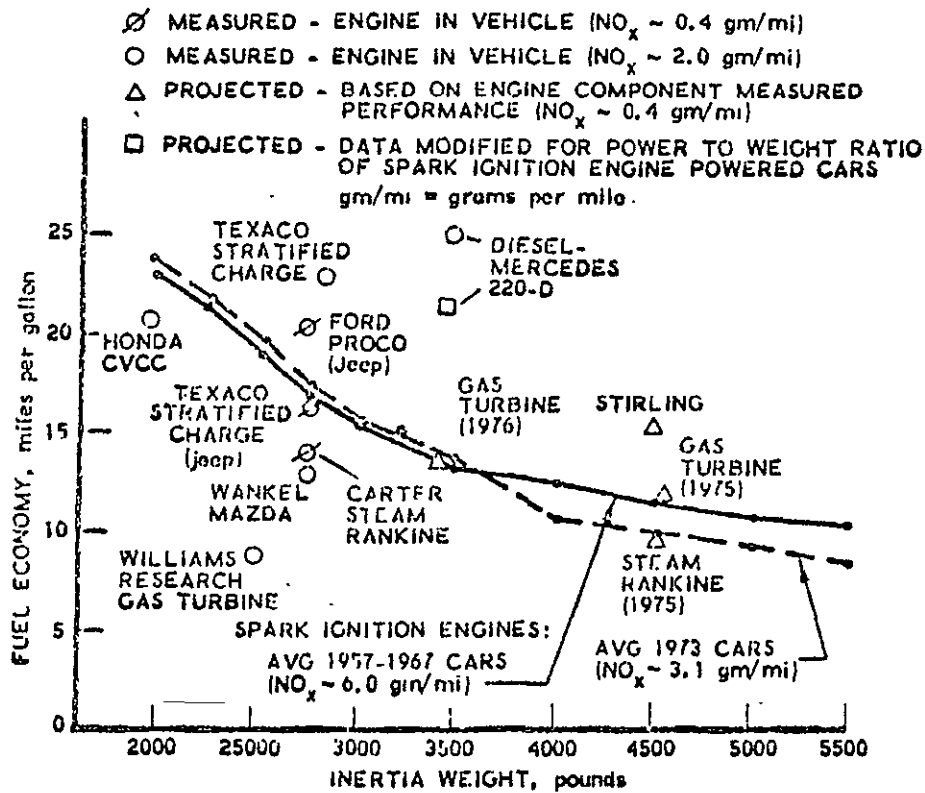 MEASURED - ENGINE IN VEHICLE (NOx ~ 0.4 gm/mi)
MEASURED - ENGINE IN VEHICLE (NOx ~ 2.0 gm/mi)
PROJECTED - BASED ON ENGINE COMPONENT MEASURED
PERFORMANCE (NOx ~ 0.4 gm/mi)
PROJECTED - DATA MODIFIED FOR POWER TO WEIGHT RATIO
OF SPARK IGNITION ENGINE POWERED CARS
gm/mi = grams per mile.
FUEL ECONOMY, miles per gallon
25
20
15
10
5
0
TEXACO
STRATIFIED
CHARGE
DIESEL-
MERCEDES
220-D
HONDA
CVCC
FORD
PROCO
(Jeep)
TEXACO
STRATIFIED
CHARGE
(jeep)
GAS
TURBINE
(1976)
STIRLING
GAS
TURBINE
(1975)
WANKEL
MAZDA
CARTER
STEAM
RANKINE
WILLIAMS
RESEARCH
GAS TURBINE
STEAM
RANKINE
(1975)
SPARK IGNITION ENGINES:
AVG 1957-1967 CARS
(NOx ~ 6.0 gm/mi)
AVG 1973 CARS
(NOx ~ 3.1 gm/mi)
2000 2500 3000 3500 4000 4500 5000 5500
INERTIA WEIGHT, pounds